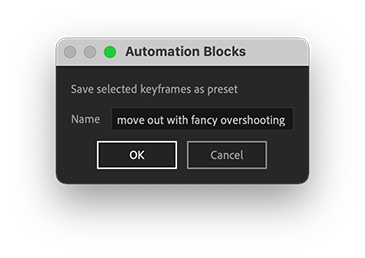 Automation Blocks
Save selected keyframes as preset
Name move out with fancy overshooting
OK Cancel